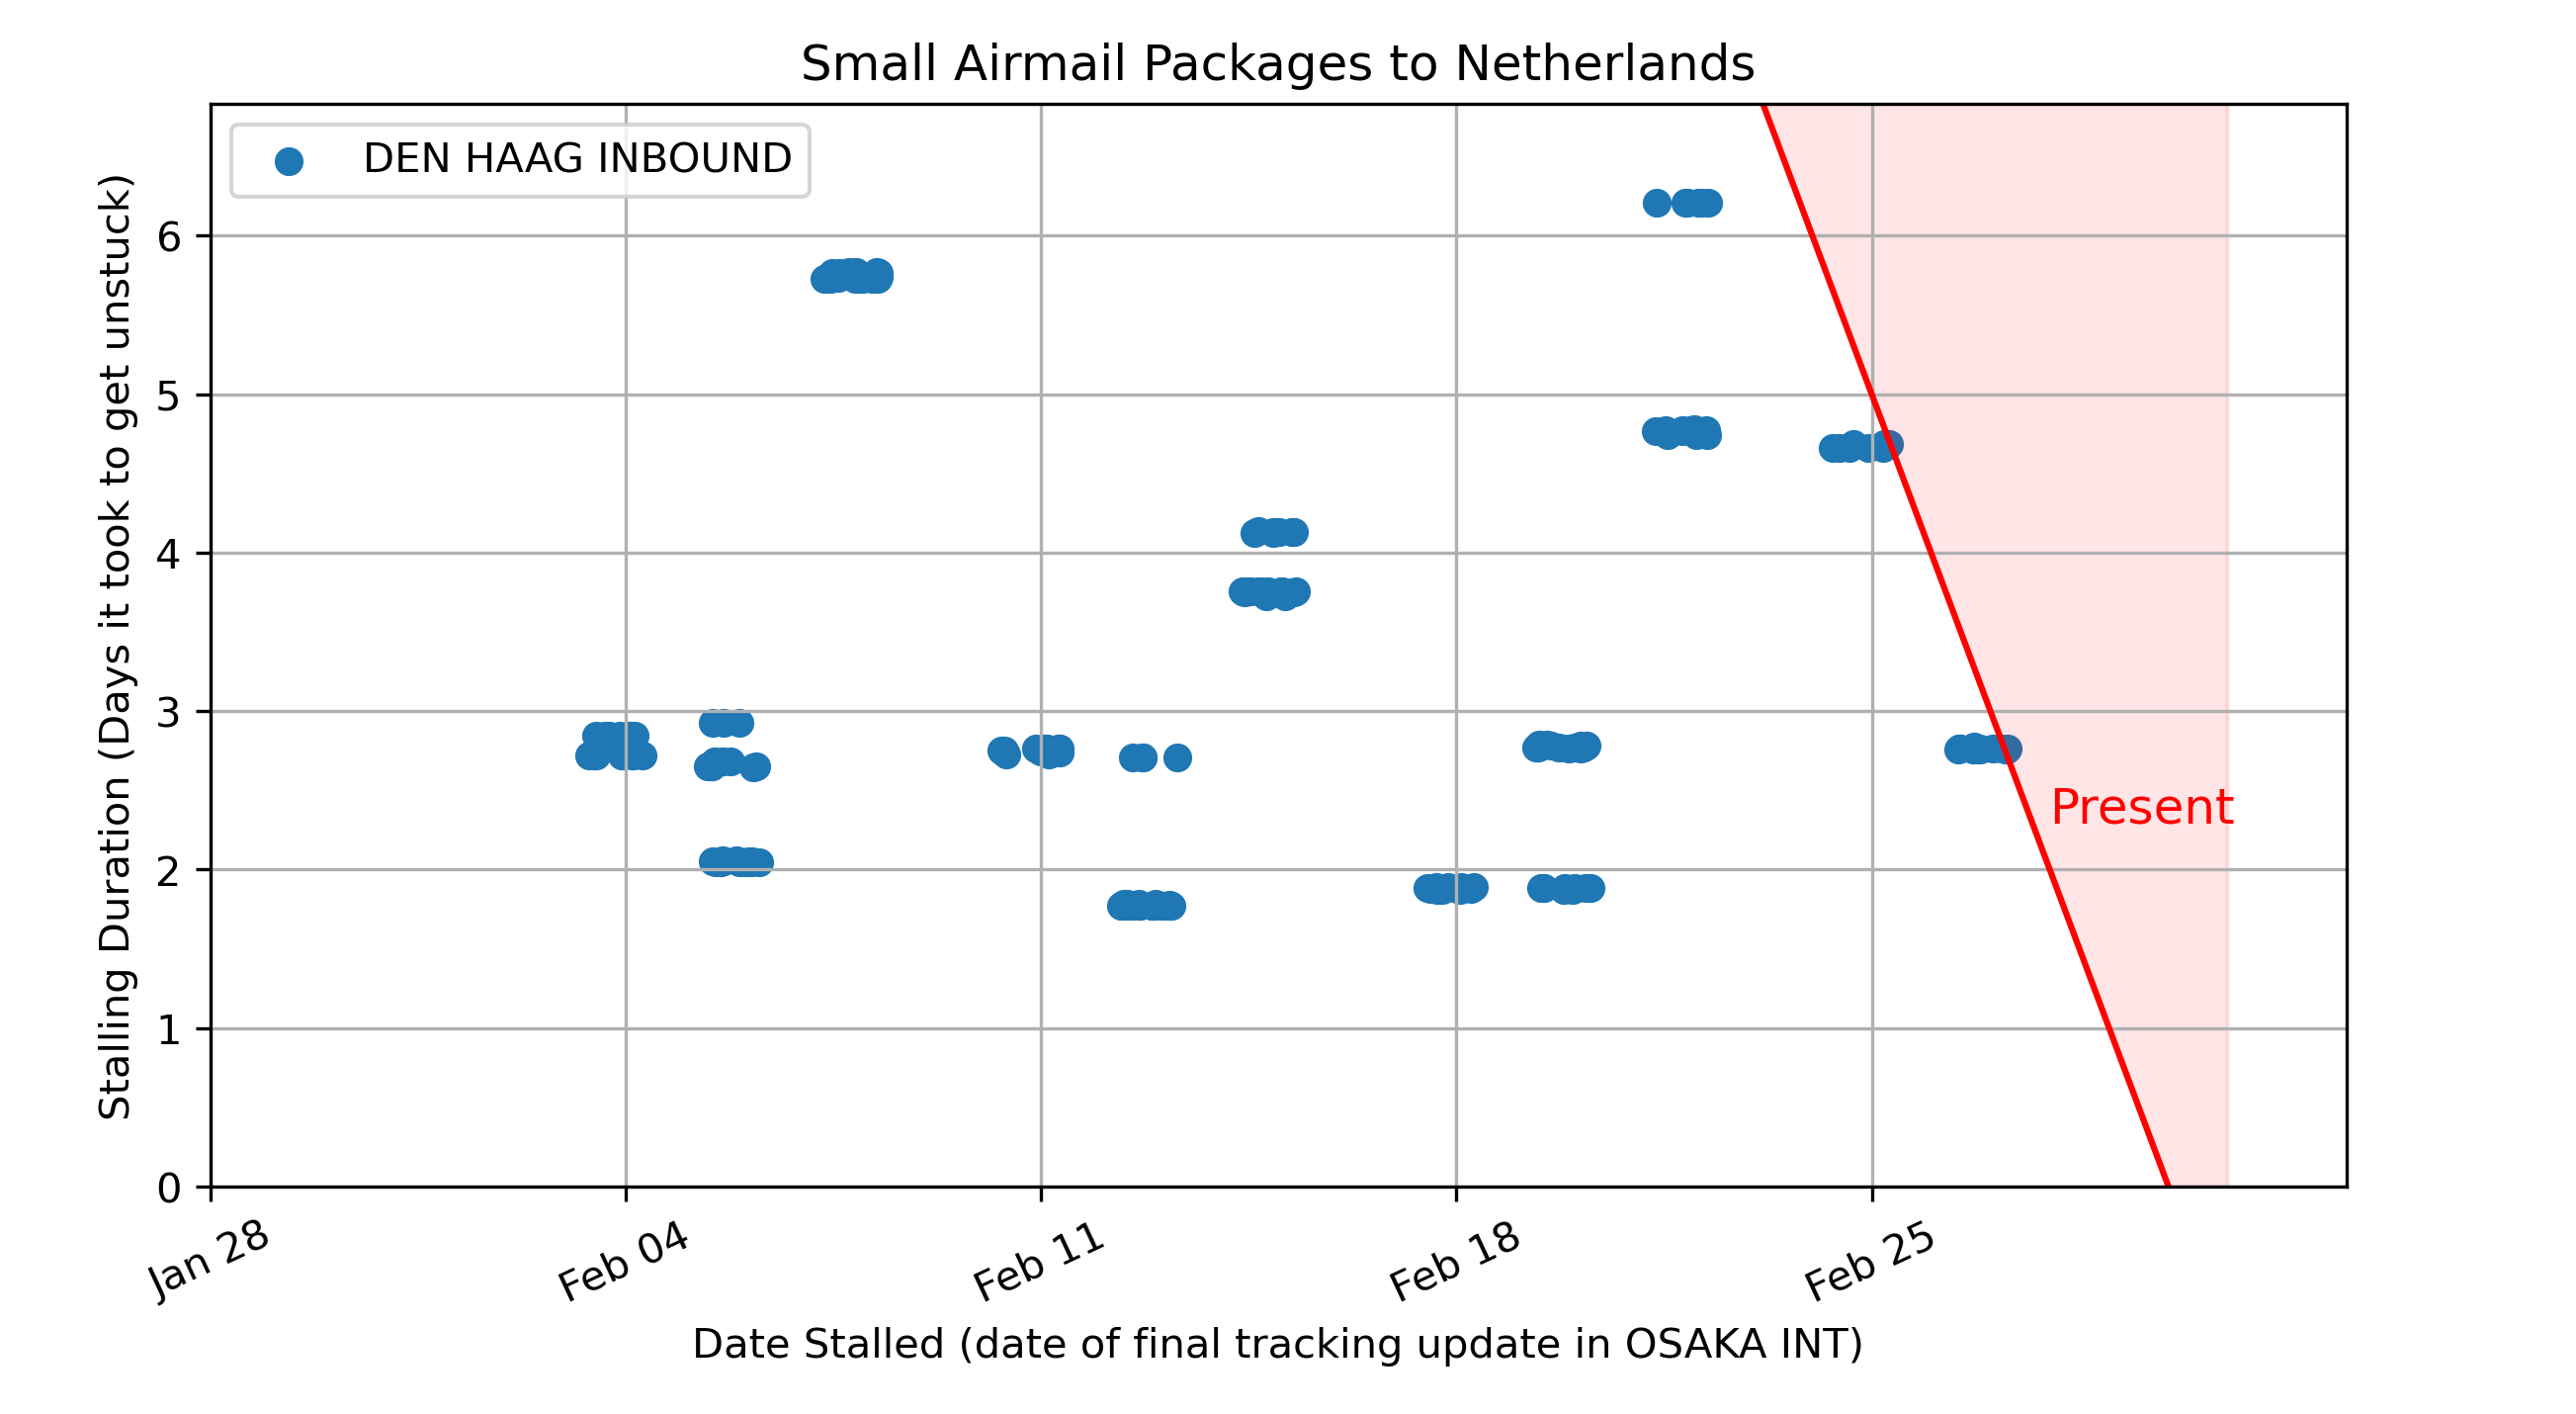 Small Airmail Packages to Netherlands
DEN HAAG INBOUND
Stalling Duration (Days it took to get unstuck)
6
5
4
3
2
1
0
Present
Jan 28
Feb 04
Feb 11
Feb 18
Feb 25
Date Stalled (date of final tracking update in OSAKA INT)